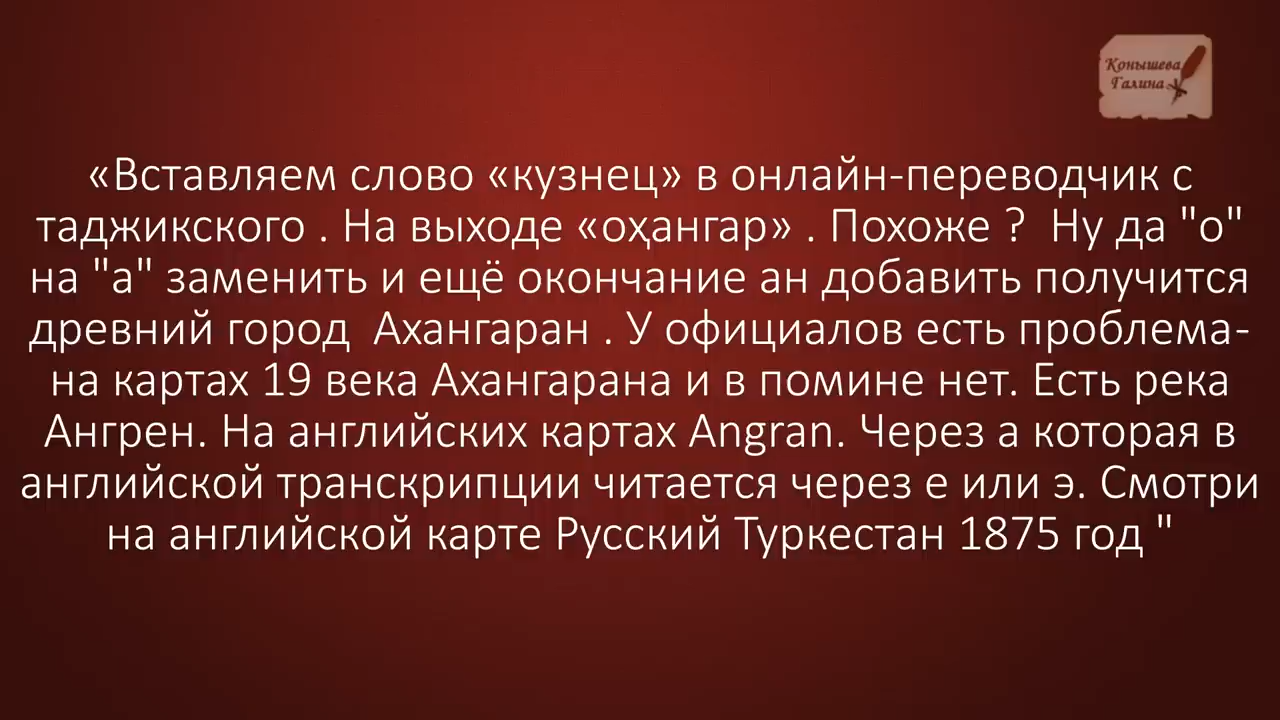 Конышева
Галина
«Вставляем слово «кузнец» в онлайн-переводчик с
таджикского . На выходе «оҳангар» . Похоже ?  Ну да "о"
на "а" заменить и ещё окончание ан добавить получится
древний город  Ахангаран . У официалов есть проблема-
на картах 19 века Ахангарана и в помине нет. Есть река
Ангрен. На английских картах Angran. Через а которая в
английской транскрипции читается через е или э. Смотри
на английской карте Русский Туркестан 1875 год "